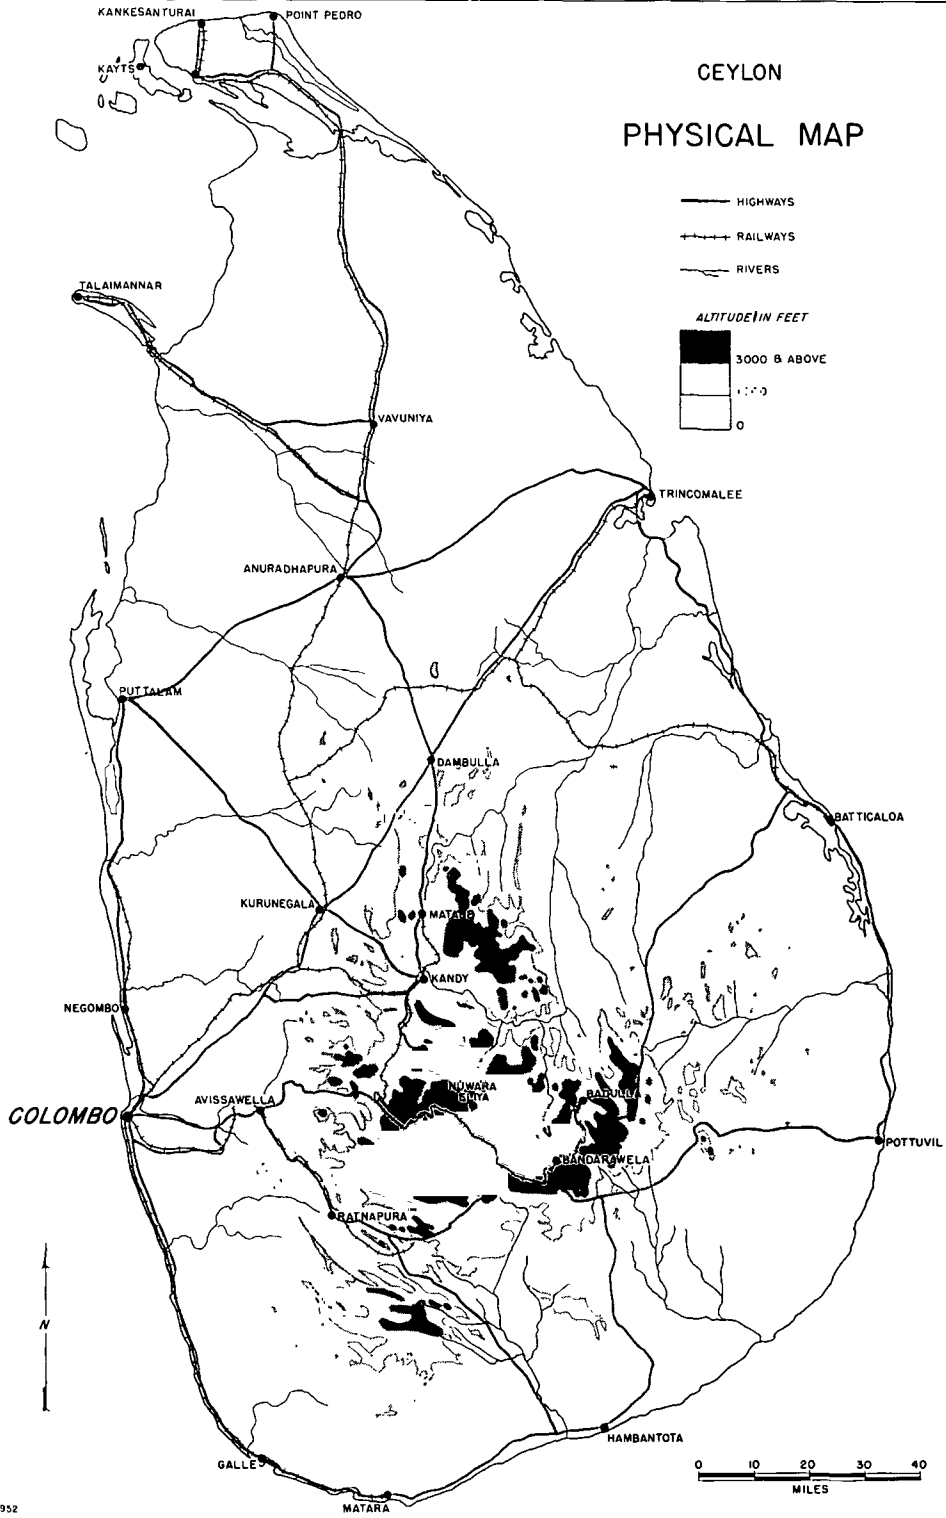 KANKESANTURAI
POINT PEDRO
KAYTS
CEYLON
PHYSICAL MAP
HIGHWAYS
RAILWAYS
RIVERS
TALAIMANNAR
ALTITUDE IN FEET
3000 & ABOVE
0
VAVUNIYA
TRINCOMALEE
ANURADHAPURA
PUTTALAM
DAMBULLA
BATTICALOA
KURUNEGALA
KANDY
NEGOMBO
NUWARA
ELIYA
BADULLA
AVISSAWELLA
COLOMBO
POTTUVIL
BANDARAWELA
RATNAPURA
N
HAMBANTOTA
GALLE
0 10 20 30 40
MILES
MATARA
952